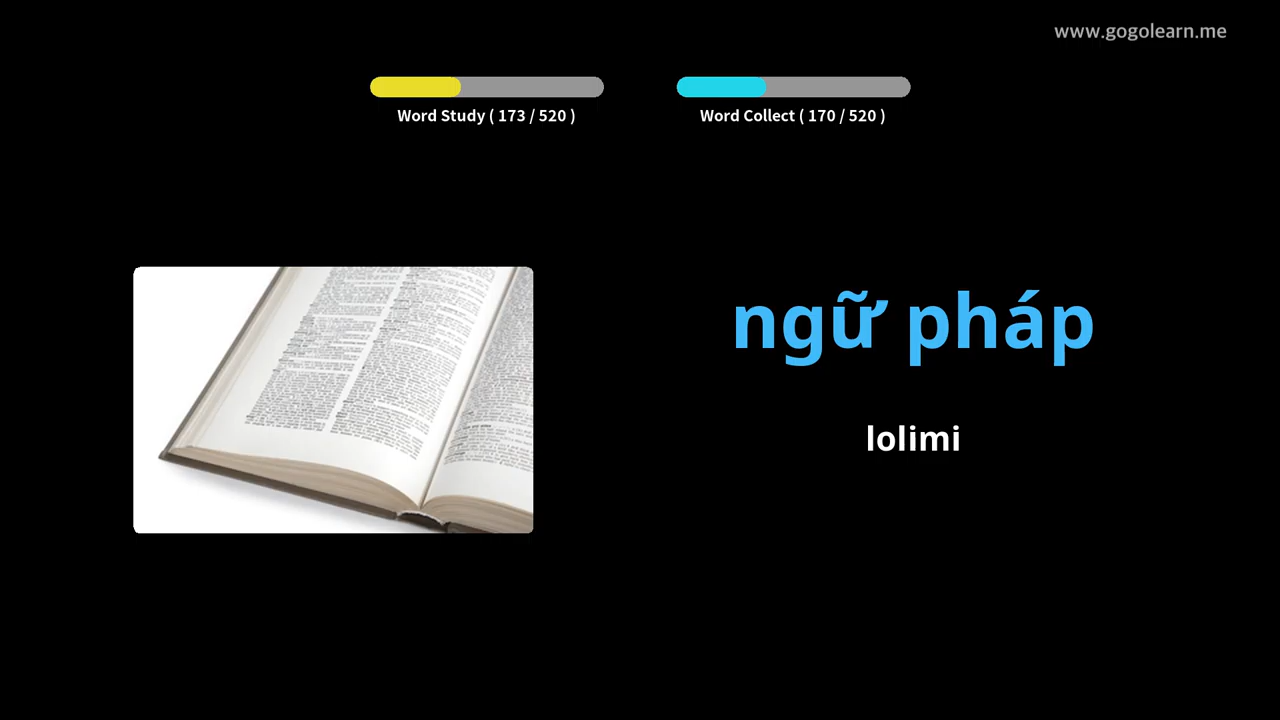 www.gogolearn.me
Word Study ( 173 / 520 )
Word Collect ( 170 / 520 )
ngữ pháp
lolimi